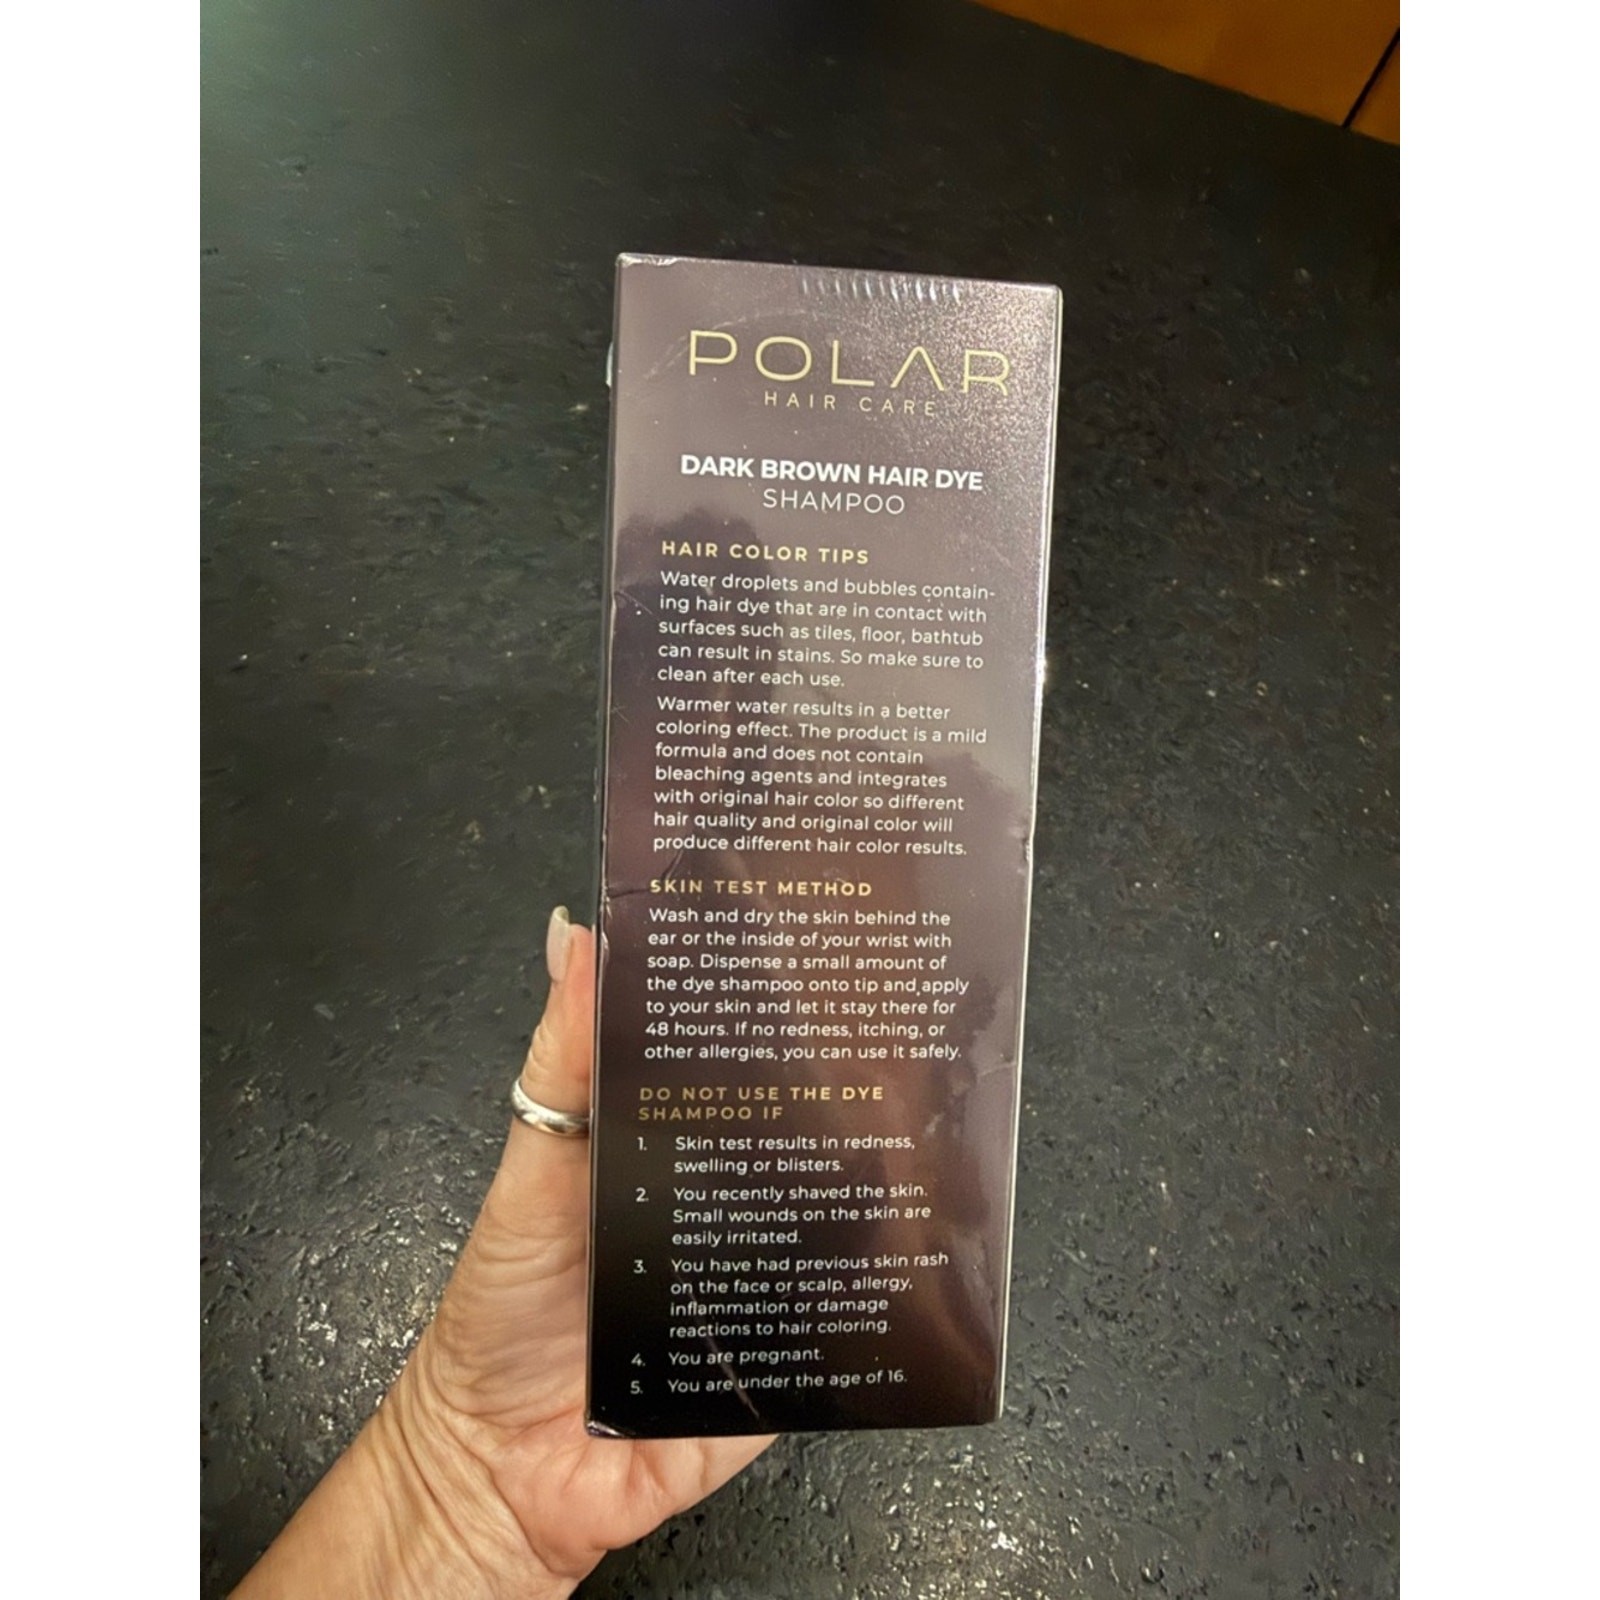 POLAR
HAIR CARE
DARK BROWN HAIR DYE
SHAMPOO
HAIR COLOR TIPS
Water droplets and bubbles contain-
ing hair dye that are in contact with
surfaces such as tiles, floor, bathtub
can result in stains. So make sure to
clean after each use.
Warmer water results in a better
coloring effect. The product is a mild
formula and does not contain
bleaching agents and integrates
with original hair color so different
hair quality and original color will
produce different hair color results.
SKIN TEST METHOD
Wash and dry the skin behind the
ear or the inside of your wrist with
soap. Dispense a small amount of
the dye shampoo onto tip and apply
to your skin and let it stay there for
48 hours. If no redness, itching, or
other allergies, you can use it safely.
DO NOT USE THE DYE
SHAMPOO IF
1. Skin test results in redness,
swelling or blisters.
2. You recently shaved the skin.
Small wounds on the skin are
easily irritated.
3. You have had previous skin rash
on the face or scalp, allergy,
inflammation or damage
reactions to hair coloring.
4. You are pregnant.
5. You are under the age of 16.